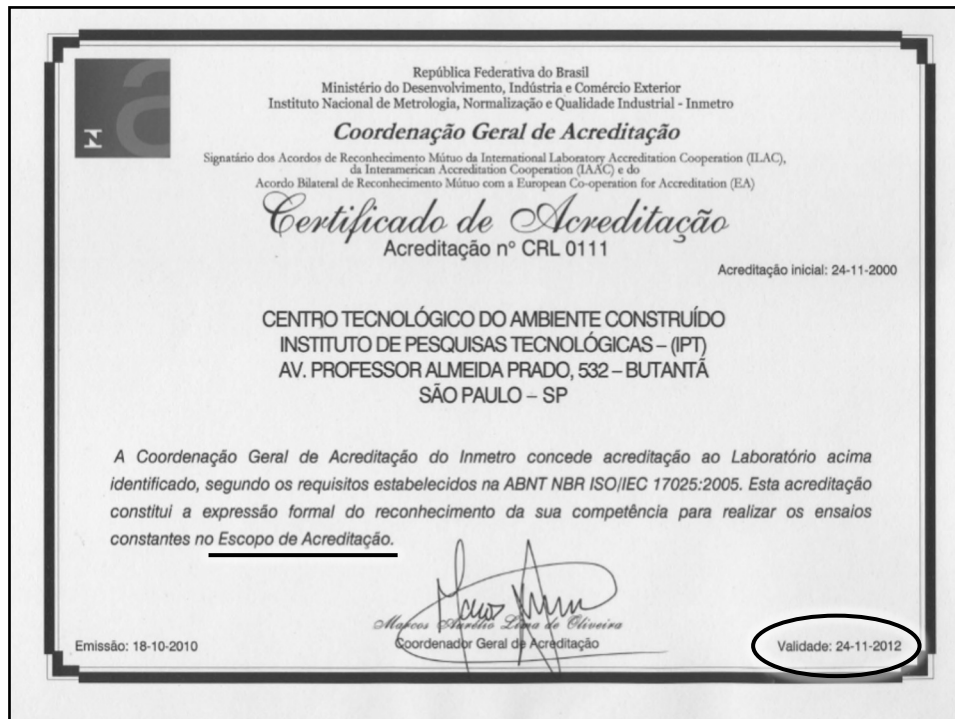 República Federativa do Brasil
Ministério do Desenvolvimento, Indústria e Comércio Exterior
Instituto Nacional de Metrologia, Normalização e Qualidade Industrial - Inmetro
Coordenação Geral de Acreditação
Signatário dos Acordos de Reconhecimento Mútuo da International Laboratory Accreditation Cooperation (ILAC),
da Interamerican Accreditation Cooperation (IAAC) e do
Acordo Bilateral de Reconhecimento Mútuo com a European Co-operation for Accreditation (EA)
Certificado de Acreditação
Acreditação nº CRL 0111
Acreditação inicial: 24-11-2000
CENTRO TECNOLÓGICO DO AMBIENTE CONSTRUÍDO
INSTITUTO DE PESQUISAS TECNOLÓGICAS – (IPT)
AV. PROFESSOR ALMEIDA PRADO, 532 – BUTANTÃ
SÃO PAULO – SP
A Coordenação Geral de Acreditação do Inmetro concede acreditação ao Laboratório acima
identificado, segundo os requisitos estabelecidos na ABNT NBR ISO/IEC 17025:2005. Esta acreditação
constitui a expressão formal do reconhecimento da sua competência para realizar os ensaios
constantes no Escopo de Acreditação.
Marcos Aurélio Lima de Oliveira
Coordenador Geral de Acreditação
Emissão: 18-10-2010
Validade: 24-11-2012